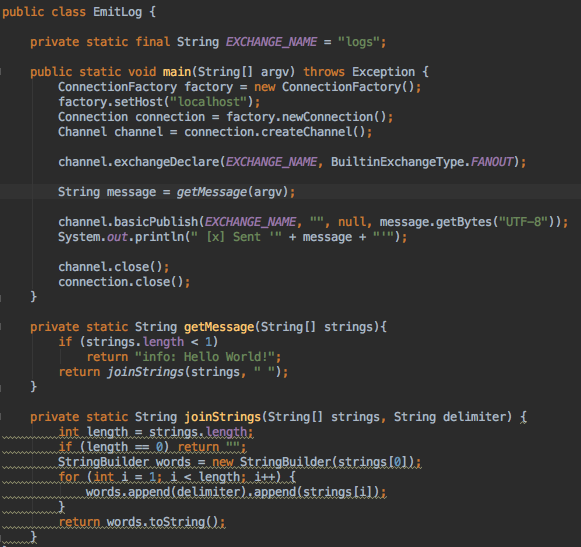 public class EmitLog {
private static final String EXCHANGE_NAME = "logs";
public static void main(String[] argv) throws Exception {
ConnectionFactory factory = new ConnectionFactory();
factory.setHost("localhost");
Connection connection = factory.newConnection();
Channel channel = connection.createChannel();
channel.exchangeDeclare(EXCHANGE_NAME, BuiltinExchangeType.FANOUT);
String message = getMessage(argv);
channel.basicPublish(EXCHANGE_NAME, "", null, message.getBytes("UTF-8"));
System.out.println(" [x] Sent '" + message + "'");
channel.close();
connection.close();
}
private static String getMessage(String[] strings){
if (strings.length < 1)
return "info: Hello World!";
return joinStrings(strings, " ");
}
private static String joinStrings(String[] strings, String delimiter) {
int length = strings.length;
if (length == 0) return "";
StringBuilder words = new StringBuilder(strings[0]);
for (int i = 1; i < length; i++) {
words.append(delimiter).append(strings[i]);
}
return words.toString();
}